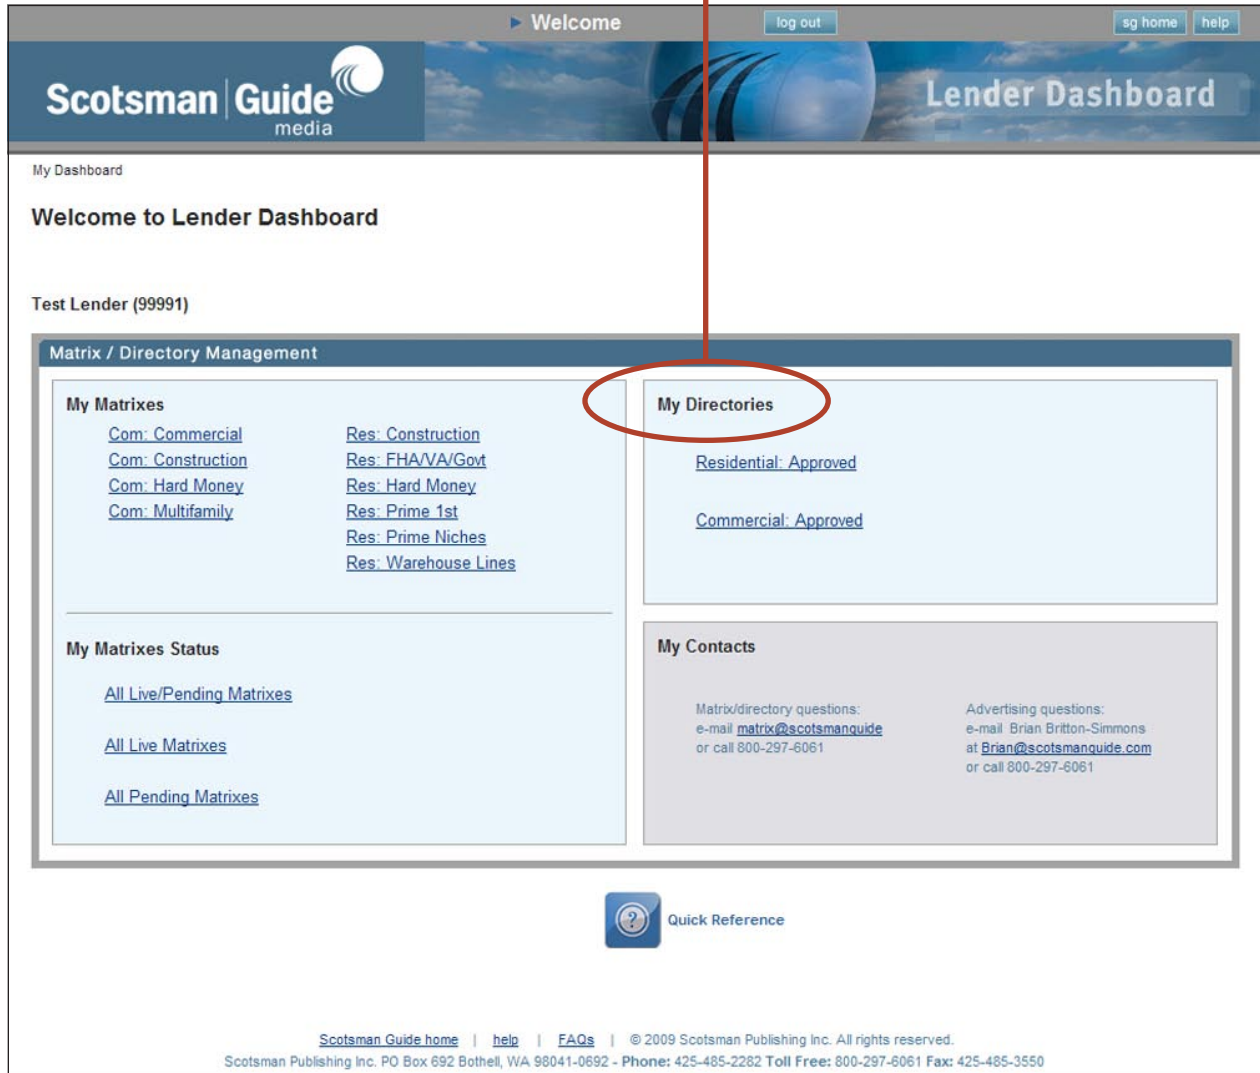 Welcome
log out
sg home
help
Scotsman Guide
media
Lender Dashboard
My Dashboard
Welcome to Lender Dashboard
Test Lender (99991)
Matrix / Directory Management
My Matrixes
Com: Commercial
Com: Construction
Com: Hard Money
Com: Multifamily
Res: Construction
Res: FHA/VA/Govt
Res: Hard Money
Res: Prime 1st
Res: Prime Niches
Res: Warehouse Lines
My Matrixes Status
All Live/Pending Matrixes
All Live Matrixes
All Pending Matrixes
My Directories
Residential: Approved
Commercial: Approved
My Contacts
Matrix/directory questions:
e-mail matrix@scotsmanguide
or call 800-297-6061
Advertising questions:
e-mail Brian Britton-Simmons
at Brian@scotsmanguide.com
or call 800-297-6061
?
Quick Reference
Scotsman Guide home | help | FAQs | © 2009 Scotsman Publishing Inc. All rights reserved.
Scotsman Publishing Inc. PO Box 692 Bothell, WA 98041-0692 - Phone: 425-485-2282 Toll Free: 800-297-6061 Fax: 425-485-3550